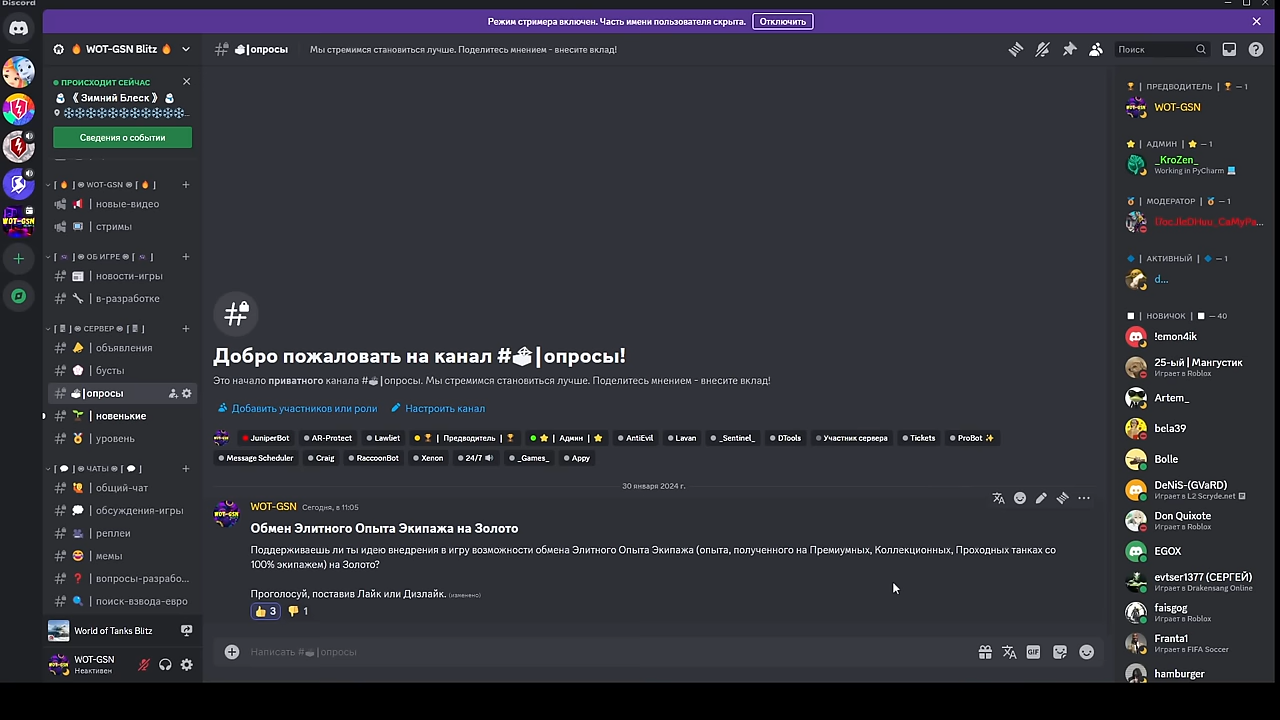 Discord
Режим стримера включен. Часть имени пользователя скрыта.
Отключить
WOT-GSN Blitz
ПРОИСХОДИТ СЕЙЧАС
《 Зимний Блеск 》
Сведения о событии
[ 🔥 ] ⊛ WOT-GSN ⊛ [ 🔥 ]
| новые-видео
| стримы
ОБ ИГРЕ
| новости-игры
| в-разработке
СЕРВЕР
| объявления
| бусты
|опросы
| новенькие
| уровень
[ 💬 ] ⊛ ЧАТЫ ⊛ [ 💬 ]
| общий-чат
| обсуждения-игры
| реплеи
| мемы
| вопросы-разрабо...
| поиск-взвода-евро
World of Tanks Blitz
WOT-GSN
Неактивен
|опросы
Мы стремимся становиться лучше. Поделитесь мнением - внесите вклад!
Поиск
Добро пожаловать на канал #🗳|опросы!
Это начало приватного канала #🗳|опросы. Мы стремимся становиться лучше. Поделитесь мнением - внесите вклад!
Добавить участников или роли
Настроить канал
JuniperBot AR-Protect Lawliet 🏆 | Предводитель | 🏆 ⭐ | Админ | ⭐ AntiEvil Lavan _Sentinel_ DTools Участник сервера Tickets ProBot ✨
Message Scheduler Craig RaccoonBot Xenon 24/7 🔊 _Games_ Appy
30 января 2024 г.
WOT-GSN Сегодня, в 11:05
Обмен Элитного Опыта Экипажа на Золото
Поддерживаешь ли ты идею внедрения в игру возможности обмена Элитного Опыта Экипажа (опыта, полученного на Премиумных, Коллекционных, Проходных танках со
100% экипажем) на Золото?
Проголосуй, поставив Лайк или Дизлайк. (изменено)
👍 3 👎 1
Написать #🗳|опросы
GIF
🏆 | ПРЕДВОДИТЕЛЬ | 🏆 — 1
WOT-GSN
⭐ | АДМИН | ⭐ — 1
_KroZen_
Working in PyCharm
🏅 | МОДЕРАТОР | 🏅 — 1
🔷 | АКТИВНЫЙ | 🔷 — 1
d...
◻ | НОВИЧОК | ◻ — 40
!emon4ik
25-ый | Мангустик
Играет в Roblox
Artem_
bela39
Bolle
DeNiS-(GVaRD)
Играет в L2 Scryde.net
Don Quixote
Играет в Roblox
EGOX
evtser1377 (СЕРГЕЙ)
Играет в Drakensang Online
faisgog
Играет в Roblox
Franta1
Играет в FIFA Soccer
hamburger